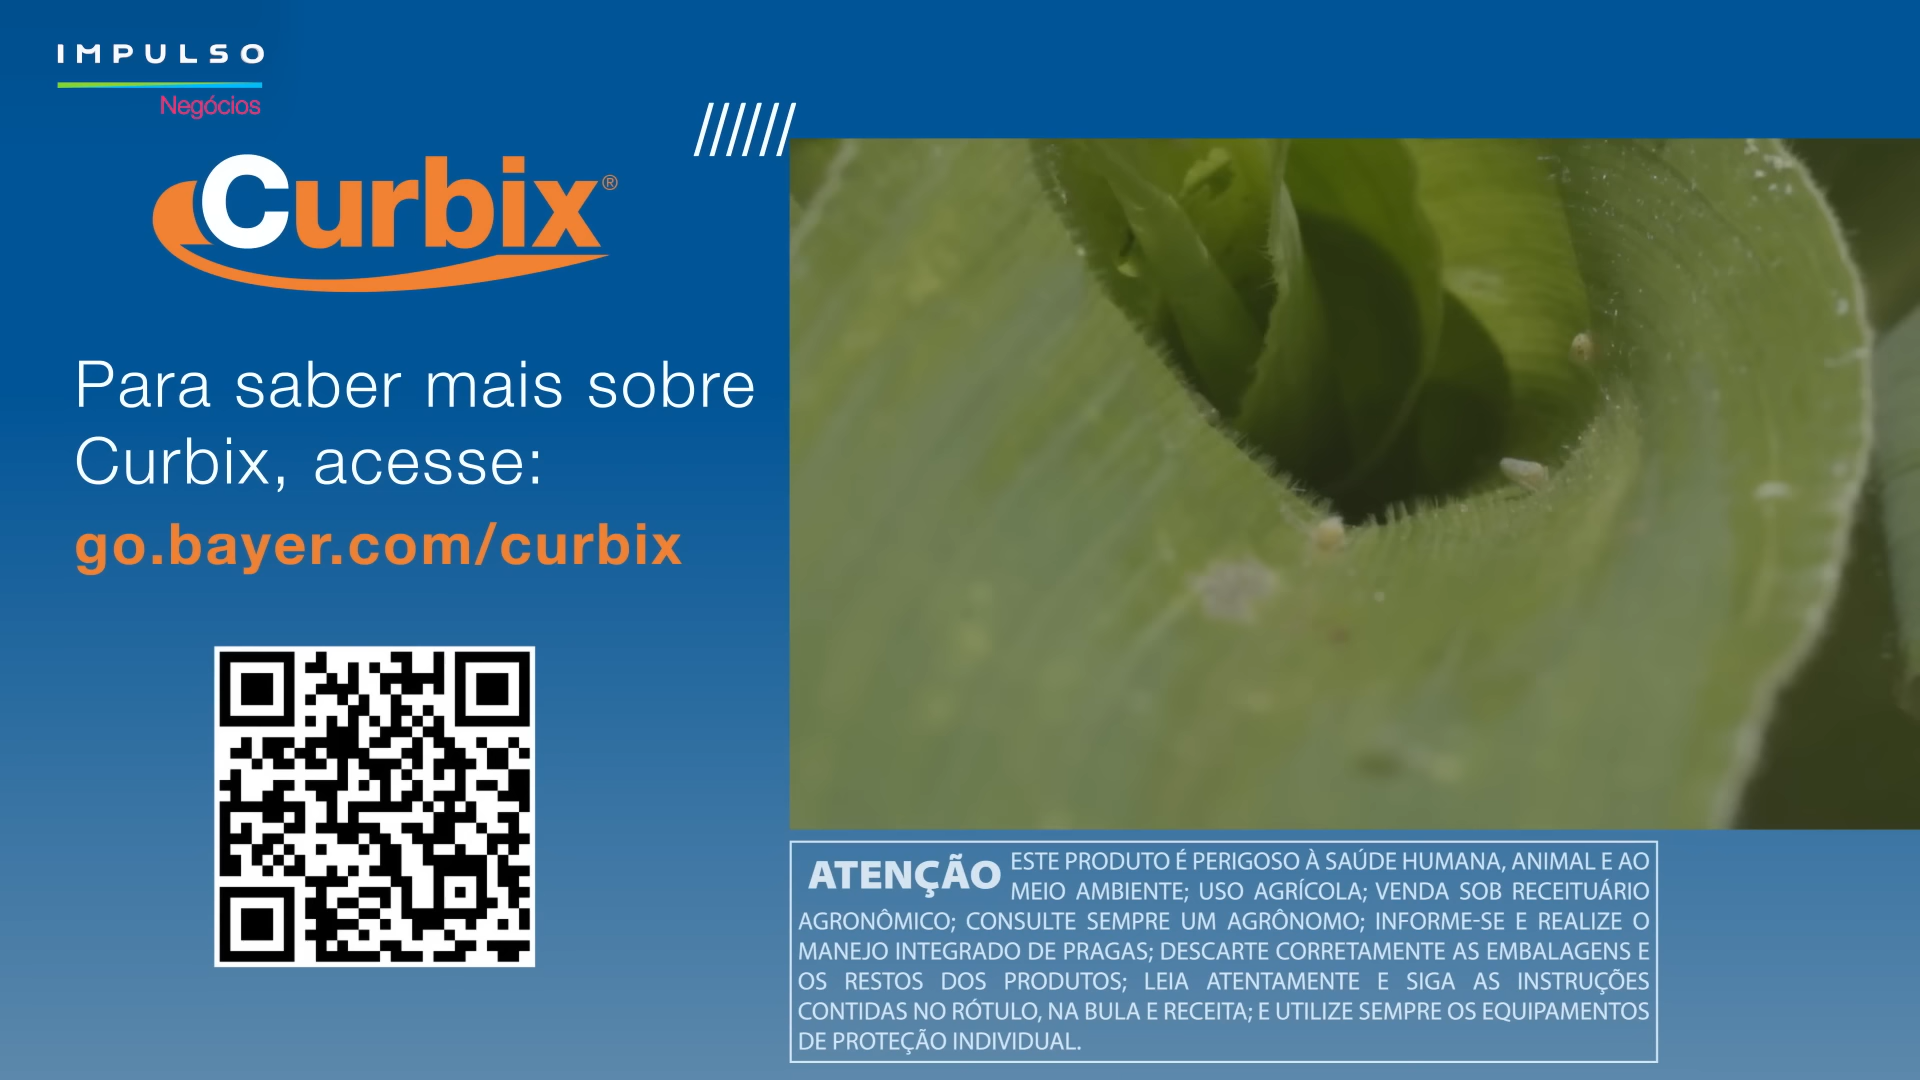 IMPULSO
Negócios
Curbix®
Para saber mais sobre
Curbix, acesse:
go.bayer.com/curbix
ATENÇÃO ESTE PRODUTO É PERIGOSO À SAÚDE HUMANA, ANIMAL E AO
MEIO AMBIENTE; USO AGRÍCOLA; VENDA SOB RECEITUÁRIO
AGRONÔMICO; CONSULTE SEMPRE UM AGRÔNOMO; INFORME-SE E REALIZE O
MANEJO INTEGRADO DE PRAGAS; DESCARTE CORRETAMENTE AS EMBALAGENS E
OS RESTOS DOS PRODUTOS; LEIA ATENTAMENTE E SIGA AS INSTRUÇÕES
CONTIDAS NO RÓTULO, NA BULA E RECEITA; E UTILIZE SEMPRE OS EQUIPAMENTOS
DE PROTEÇÃO INDIVIDUAL.